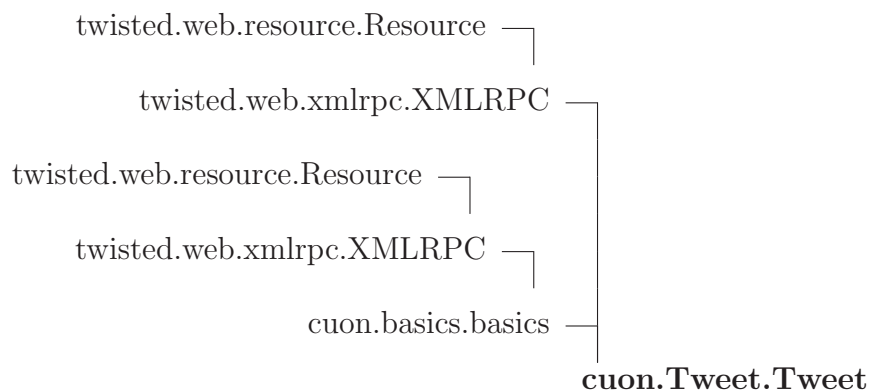 twisted.web.resource.Resource
twisted.web.xmlrpc.XMLRPC
twisted.web.resource.Resource
twisted.web.xmlrpc.XMLRPC
cuon.basics.basics
cuon.Tweet.Tweet